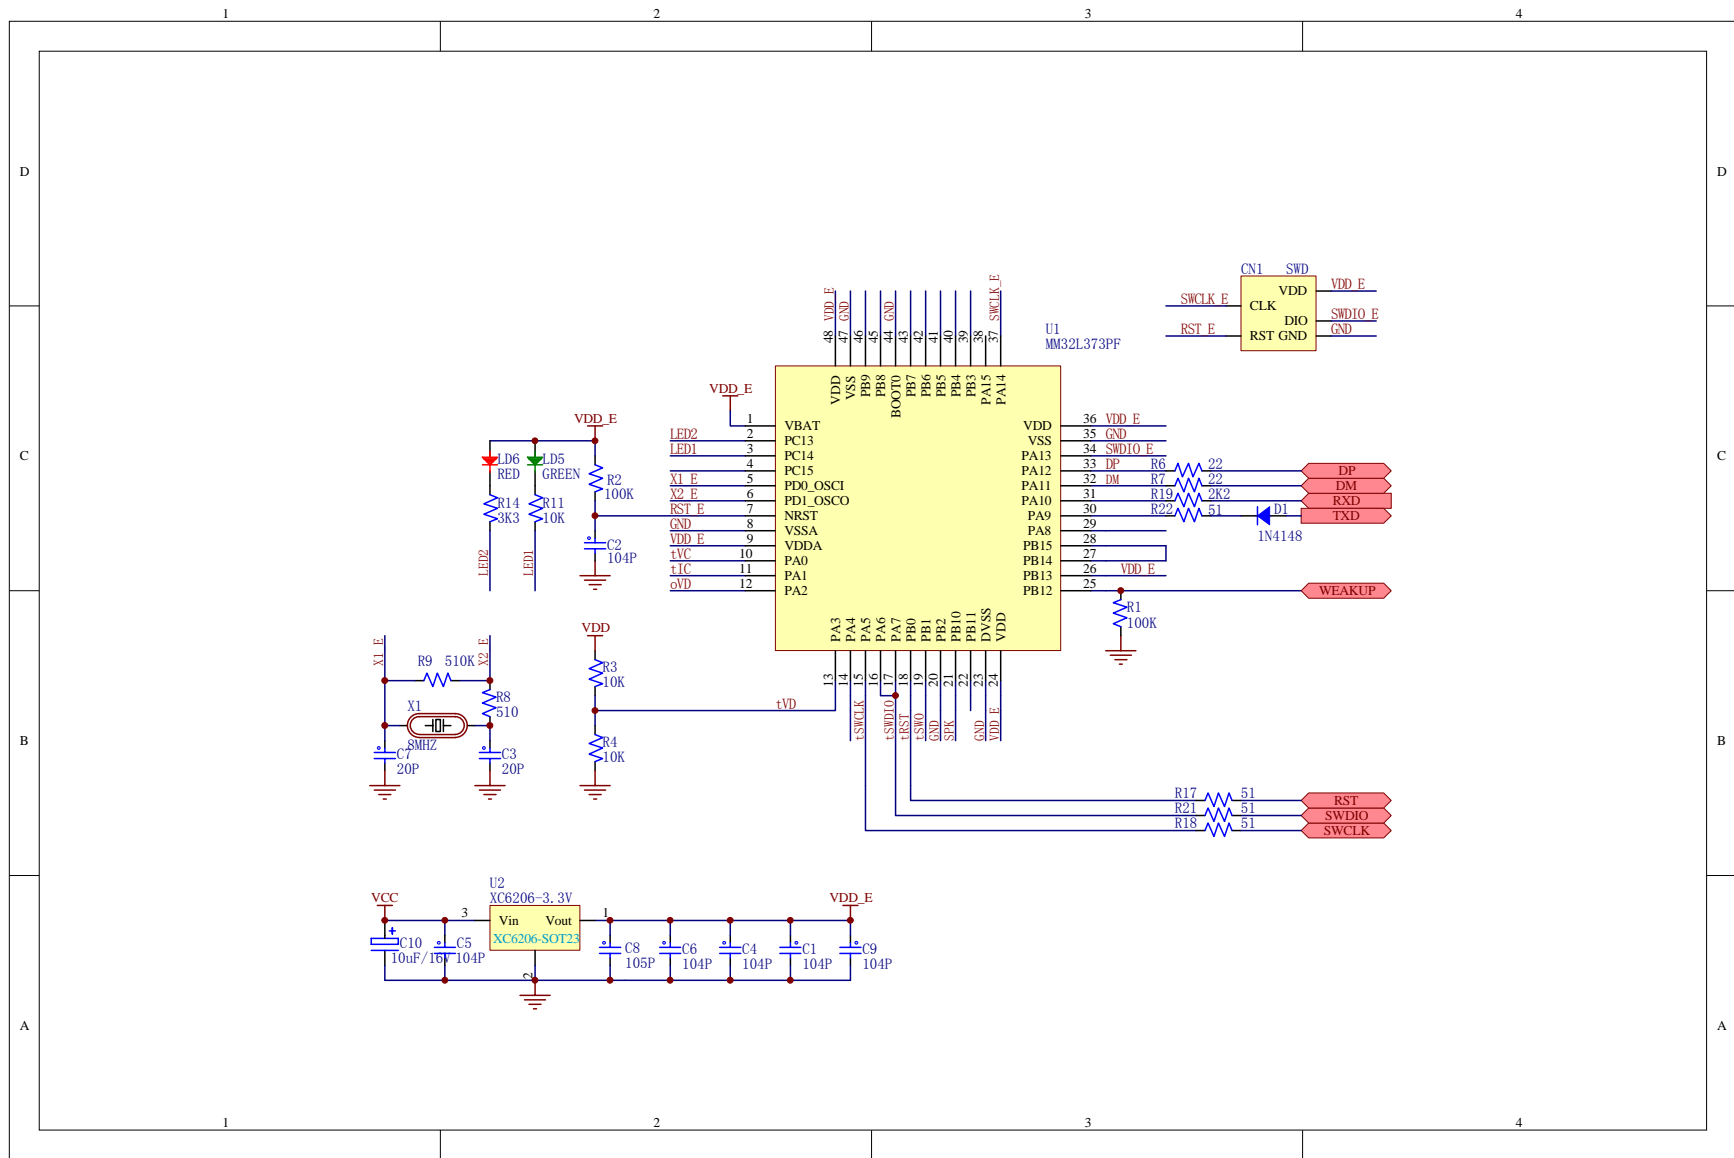 1 2 3 4
D D
CN1 SWD
SWCLK_E CLK VDD VDD_E
DIO SWDIO_E
RST_E RST GND GND
VDD_E GND GND SWCLK_E
48 47 46 45 44 43 42 41 40 39 38 37
U1
MM32L373PF
VDD VSS PB9 PB8 BOOT0 PB7 PB6 PB5 PB4 PB3 PA15 PA14
VDD_E
1 VBAT
LED2 2 PC13
LED1 3 PC14
4 PC15
X1_E 5 PD0_OSCI
X2_E 6 PD1_OSCO
RST_E 7 NRST
GND 8 VSSA
VDD_E 9 VDDA
tVC 10 PA0
tIC 11 PA1
oVD 12 PA2
VDD 36 VDD_E
VSS 35 GND
PA13 34 SWDIO_E
PA12 33 DP R6 22 DP
PA11 32 DM R7 22 DM
PA10 31 R19 2K2 RXD
PA9 30 R22 51 D1 TXD
1N4148
PA8 29
PB15 28
PB14 27
PB13 26 VDD_E
PB12 25 WEAKUP
R1
100K
PA3 PA4 PA5 PA6 PA7 PB0 PB1 PB2 PB10 PB11 DVSS VDD
13 14 15 16 17 18 19 20 21 22 23 24
tVD tSWCLK tSWDIO tRST tSWO GND SPK GND VDD_E
C C
VDD_E
LD6
RED
LD5
GREEN
R2
100K
R14
3K3
R11
10K
C2
104P
LED2 LED1
X1_E X2_E
R9 510K
R8
510
X1
8MHZ
C7
20P
C3
20P
VDD
R3
10K
R4
10K
B B
R17 51 RST
R21 51 SWDIO
R18 51 SWCLK
U2
XC6206-3.3V
VCC 3 Vin Vout 1 VDD_E
XC6206-SOT23
2
C10
10uF/16V
C5
104P
C8
105P
C6
104P
C4
104P
C1
104P
C9
104P
A A
1 2 3 4